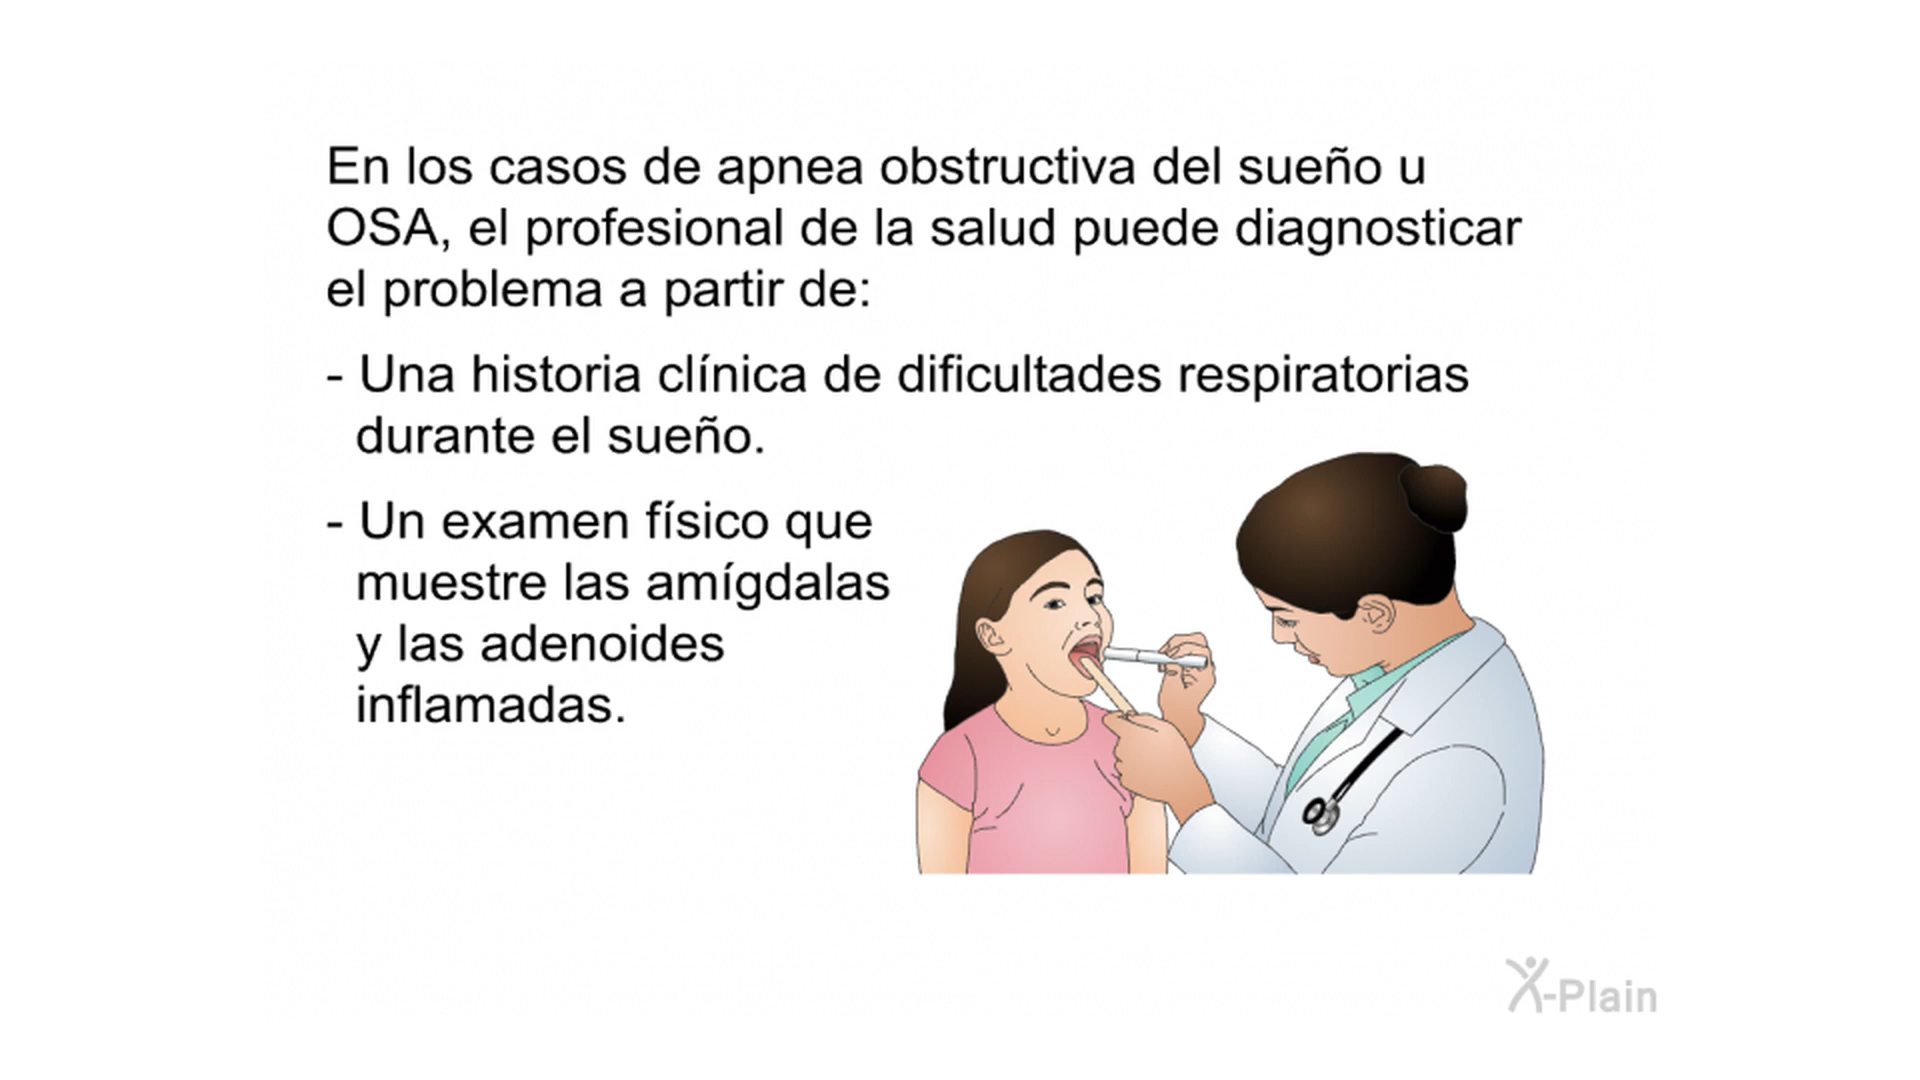 En los casos de apnea obstructiva del sueño u
OSA, el profesional de la salud puede diagnosticar
el problema a partir de:
- Una historia clínica de dificultades respiratorias
durante el sueño.
- Un examen físico que
muestre las amígdalas
y las adenoides
inflamadas.
X-Plain